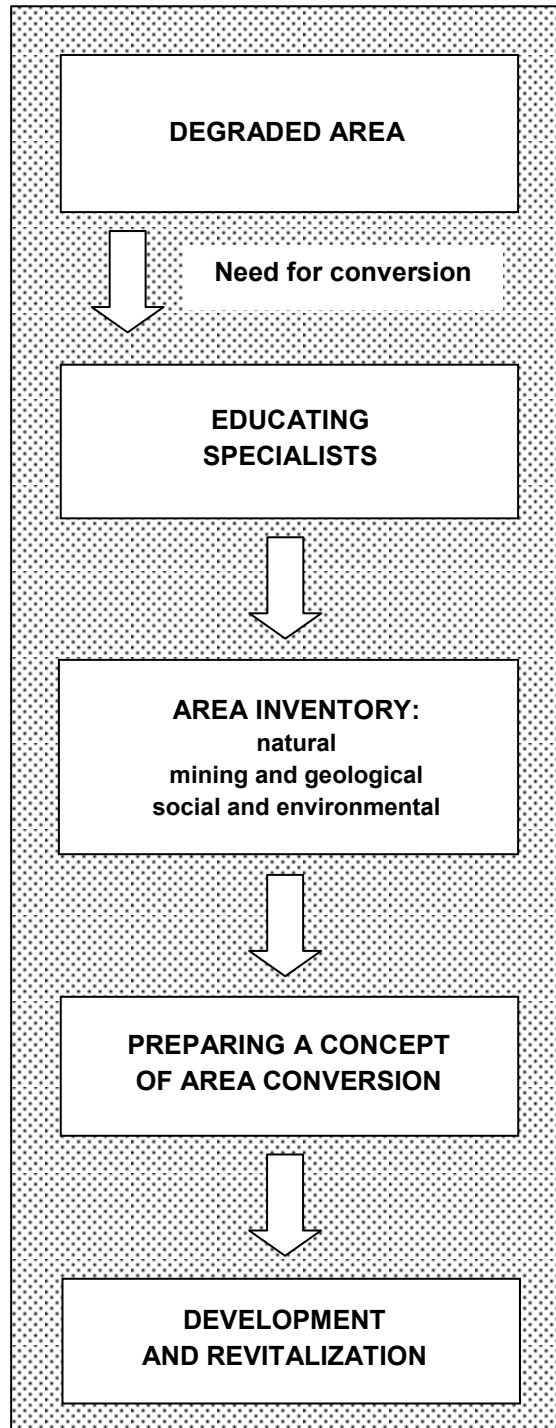 DEGRADED AREA
Need for conversion
EDUCATING
SPECIALISTS
AREA INVENTORY:
natural
mining and geological
social and environmental
PREPARING A CONCEPT
OF AREA CONVERSION
DEVELOPMENT
AND REVITALIZATION